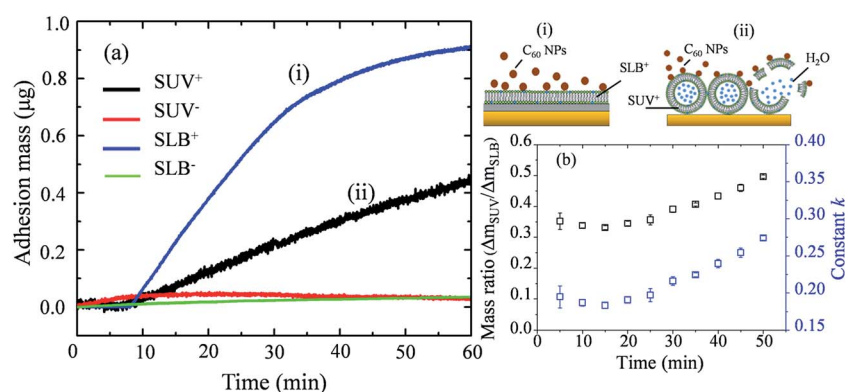 (a)
SUV⁺
SUV⁻
SLB⁺
SLB⁻
(i)
(ii)
Adhesion mass (µg)
1.0
0.8
0.6
0.4
0.2
0.0
0 10 20 30 40 50 60
Time (min)
(i)
C₆₀ NPs
SLB⁺
(ii)
C₆₀ NPs
H₂O
SUV⁺
(b)
Mass ratio (Δm_SUV/Δm_SLB)
0.6
0.5
0.4
0.3
0.2
0.1
0.0
0.40
0.35
0.30
0.25
0.20
0.15
Constant k
0 10 20 30 40 50 60
Time (min)